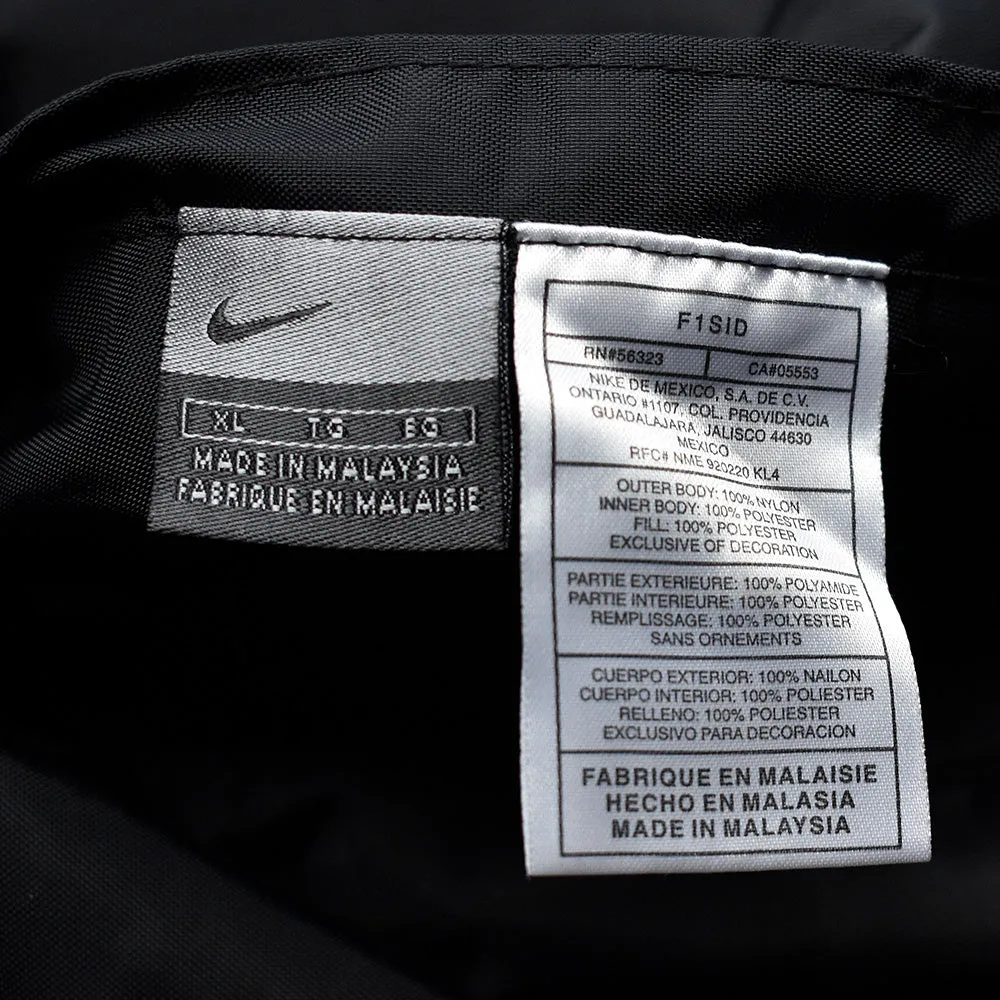 XL TG EG
MADE IN MALAYSIA
FABRIQUE EN MALAISIE
F1SID
RN#56323 CA#05553
NIKE DE MEXICO, S.A. DE C.V.
ONTARIO #1107, COL. PROVIDENCIA
GUADALAJARA, JALISCO 44630
MEXICO
RFC# NME 920220 KL4
OUTER BODY: 100% NYLON
INNER BODY: 100% POLYESTER
FILL: 100% POLYESTER
EXCLUSIVE OF DECORATION
PARTIE EXTERIEURE: 100% POLYAMIDE
PARTIE INTERIEURE: 100% POLYESTER
REMPLISSAGE: 100% POLYESTER
SANS ORNEMENTS
CUERPO EXTERIOR: 100% NAILON
CUERPO INTERIOR: 100% POLIESTER
RELLENO: 100% POLIESTER
EXCLUSIVO PARA DECORACION
FABRIQUE EN MALAISIE
HECHO EN MALASIA
MADE IN MALAYSIA